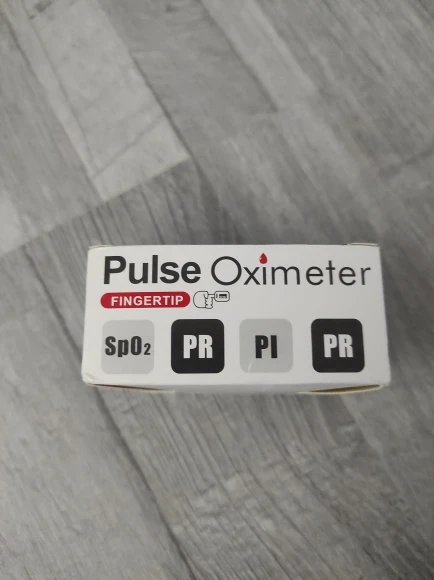 Pulse Oximeter
FINGERTIP
SpO₂ PR PI PR